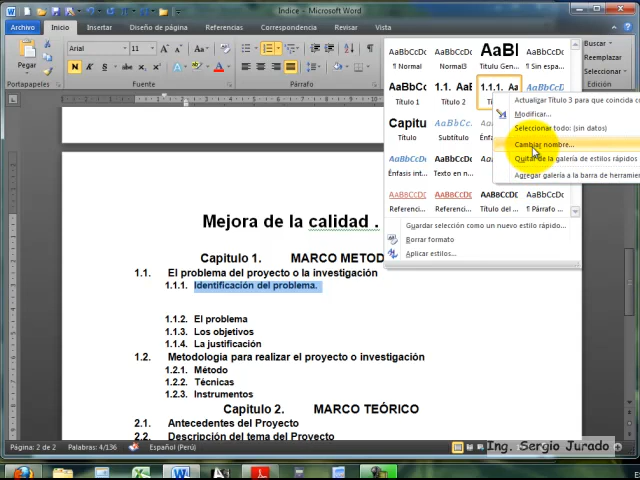 Índice - Microsoft Word
Archivo Inicio Insertar Diseño de página Referencias Correspondencia Revisar Vista
Pegar
Arial 11
N K S
Portapapeles Fuente
AaBbCcDc AaBbCcDc AaBl AaBbCcDc
¶ Normal Normal3 Título Gen... ¶ Sin espa...
AaBbC 1.1. Aa 1.1.1. Aa AaBbCcDc
Título 1 Título 2
Capitu AaBbCcI
Título Subtítulo
AaBbCcDc AaBbCcDc AaBbCcDc AaBbCcDc
Énfasis int... Texto en n...
AABBCCDD AABBCCDD AABBCCDD AaBbCcDc
Referenci... Referenci... Título del ... ¶ Párrafo ...
Guardar selección como un nuevo estilo rápido...
Borrar formato
Aplicar estilos...
Buscar
Reemplazar
Seleccionar
Edición
Actualizar Título 3 para que coincida co
Modificar...
Seleccionar todo: (sin datos)
Cambiar nombre...
Quitar de la galería de estilos rápidos
Agregar galería a la barra de herramien
Mejora de la calidad .
Capitulo 1. MARCO METOD
1.1. El problema del proyecto o la investigación
1.1.1. Identificación del problema.
1.1.2. El problema
1.1.3. Los objetivos
1.1.4. La justificación
1.2. Metodología para realizar el proyecto o investigación
1.2.1. Método
1.2.2. Técnicas
1.2.3. Instrumentos
Capitulo 2. MARCO TEÓRICO
2.1. Antecedentes del Proyecto
2.2. Descripción del tema del Proyecto
Página: 2 de 2 Palabras: 4/136 Español (Perú)
Ing. Sergio Jurado